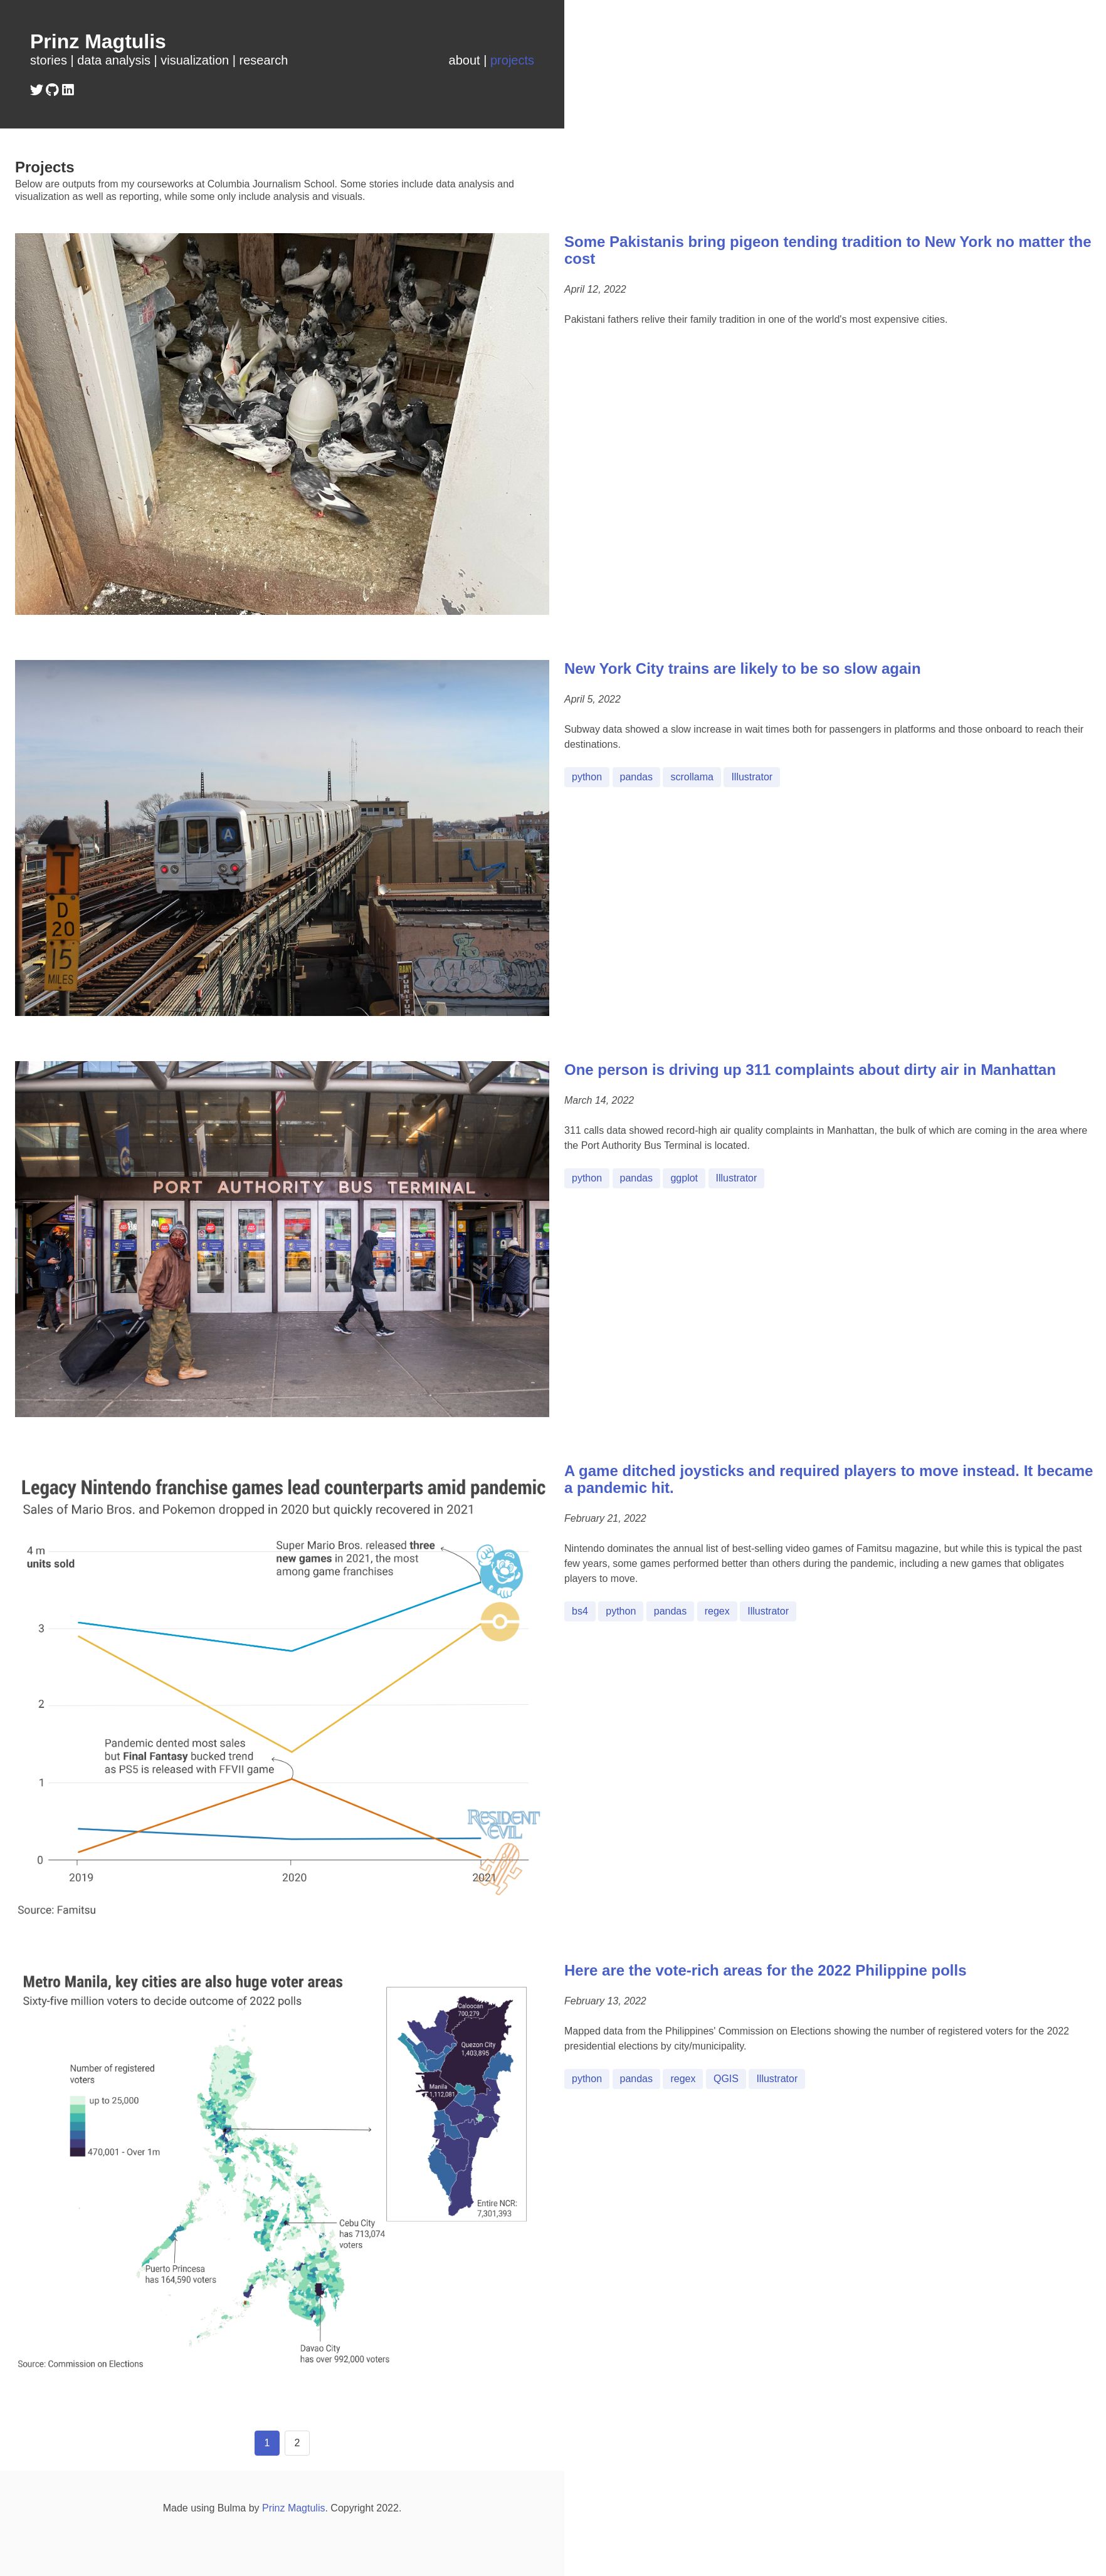 Prinz Magtulis
stories | data analysis | visualization | research
about | projects
Projects
Below are outputs from my courseworks at Columbia Journalism School. Some stories include data analysis and
visualization as well as reporting, while some only include analysis and visuals.
Some Pakistanis bring pigeon tending tradition to New York no matter the
cost
April 12, 2022
Pakistani fathers relive their family tradition in one of the world's most expensive cities.
A
T
D
20
15
MILES
New York City trains are likely to be so slow again
April 5, 2022
Subway data showed a slow increase in wait times both for passengers in platforms and those onboard to reach their
destinations.
python pandas scrollama Illustrator
PORT AUTHORITY BUS TERMINAL
One person is driving up 311 complaints about dirty air in Manhattan
March 14, 2022
311 calls data showed record-high air quality complaints in Manhattan, the bulk of which are coming in the area where
the Port Authority Bus Terminal is located.
python pandas ggplot Illustrator
Legacy Nintendo franchise games lead counterparts amid pandemic
Sales of Mario Bros. and Pokemon dropped in 2020 but quickly recovered in 2021
4 m
units sold
Super Mario Bros. released three
new games in 2021, the most
among game franchises
3
2
Pandemic dented most sales
but Final Fantasy bucked trend
as PS5 is released with FFVII game
1
RESIDENT
EVIL
0
2019 2020 2021
Source: Famitsu
A game ditched joysticks and required players to move instead. It became
a pandemic hit.
February 21, 2022
Nintendo dominates the annual list of best-selling video games of Famitsu magazine, but while this is typical the past
few years, some games performed better than others during the pandemic, including a new games that obligates
players to move.
bs4 python pandas regex Illustrator
Metro Manila, key cities are also huge voter areas
Sixty-five million voters to decide outcome of 2022 polls
Number of registered
voters
up to 25,000
470,001 - Over 1m
Caloocan
700,279
Quezon City
1,403,895
Manila
1,112,081
Entire NCR:
7,301,393
Cebu City
has 713,074
voters
Puerto Princesa
has 164,590 voters
Davao City
has over 992,000 voters
Source: Commission on Elections
Here are the vote-rich areas for the 2022 Philippine polls
February 13, 2022
Mapped data from the Philippines' Commission on Elections showing the number of registered voters for the 2022
presidential elections by city/municipality.
python pandas regex QGIS Illustrator
1 2
Made using Bulma by Prinz Magtulis. Copyright 2022.